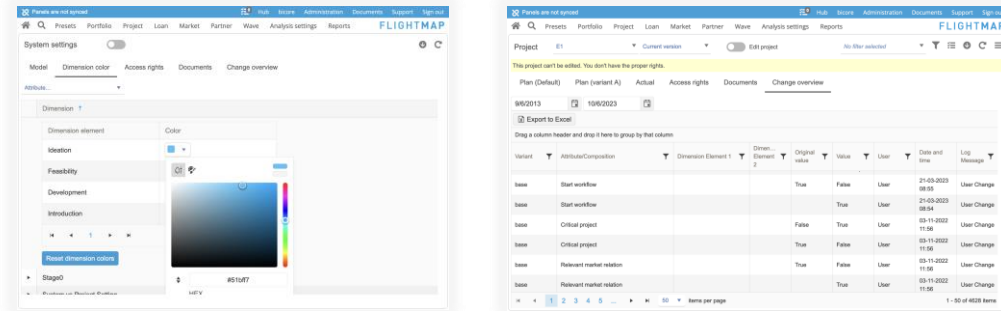 Panels are not synced
Hub bicore Administration Documents Support Sign out
Presets Portfolio Project Loan Market Partner Wave Analysis settings Reports FLIGHTMAP
System settings
Model Dimension color Access rights Documents Change overview
Attribute...
Dimension ↑
Dimension element Color
Ideation
Feasibility
Development
Introduction
1
Reset dimension colors
Stage0
#51bff7
HEX
Panels are not synced
Hub bicore Administration Documents Support Sign out
Presets Portfolio Project Loan Market Partner Wave Analysis settings Reports
FLIGHTMAP
Project E1 Current version Edit project No filter selected
This project can't be edited. You don't have the proper rights.
Plan (Default) Plan (variant A) Actual Access rights Documents Change overview
9/6/2013 10/6/2023
Export to Excel
Drag a column header and drop it here to group by that column
Variant Attribute/Composition Dimension Element 1 Dimen... Element 2 Original value Value User Date and time Log Message
base Start workflow True False User 21-03-2023 08:55 User Change
base Start workflow True User 21-03-2023 08:54 User Change
base Critical project False True User 03-11-2022 11:56 User Change
base Critical project True False User 03-11-2022 11:56 User Change
base Relevant market relation True False User 03-11-2022 11:56 User Change
base Relevant market relation True User 03-11-2022 11:56 User Change
1 2 3 4 5 ... 50 items per page 1 - 50 of 4628 items